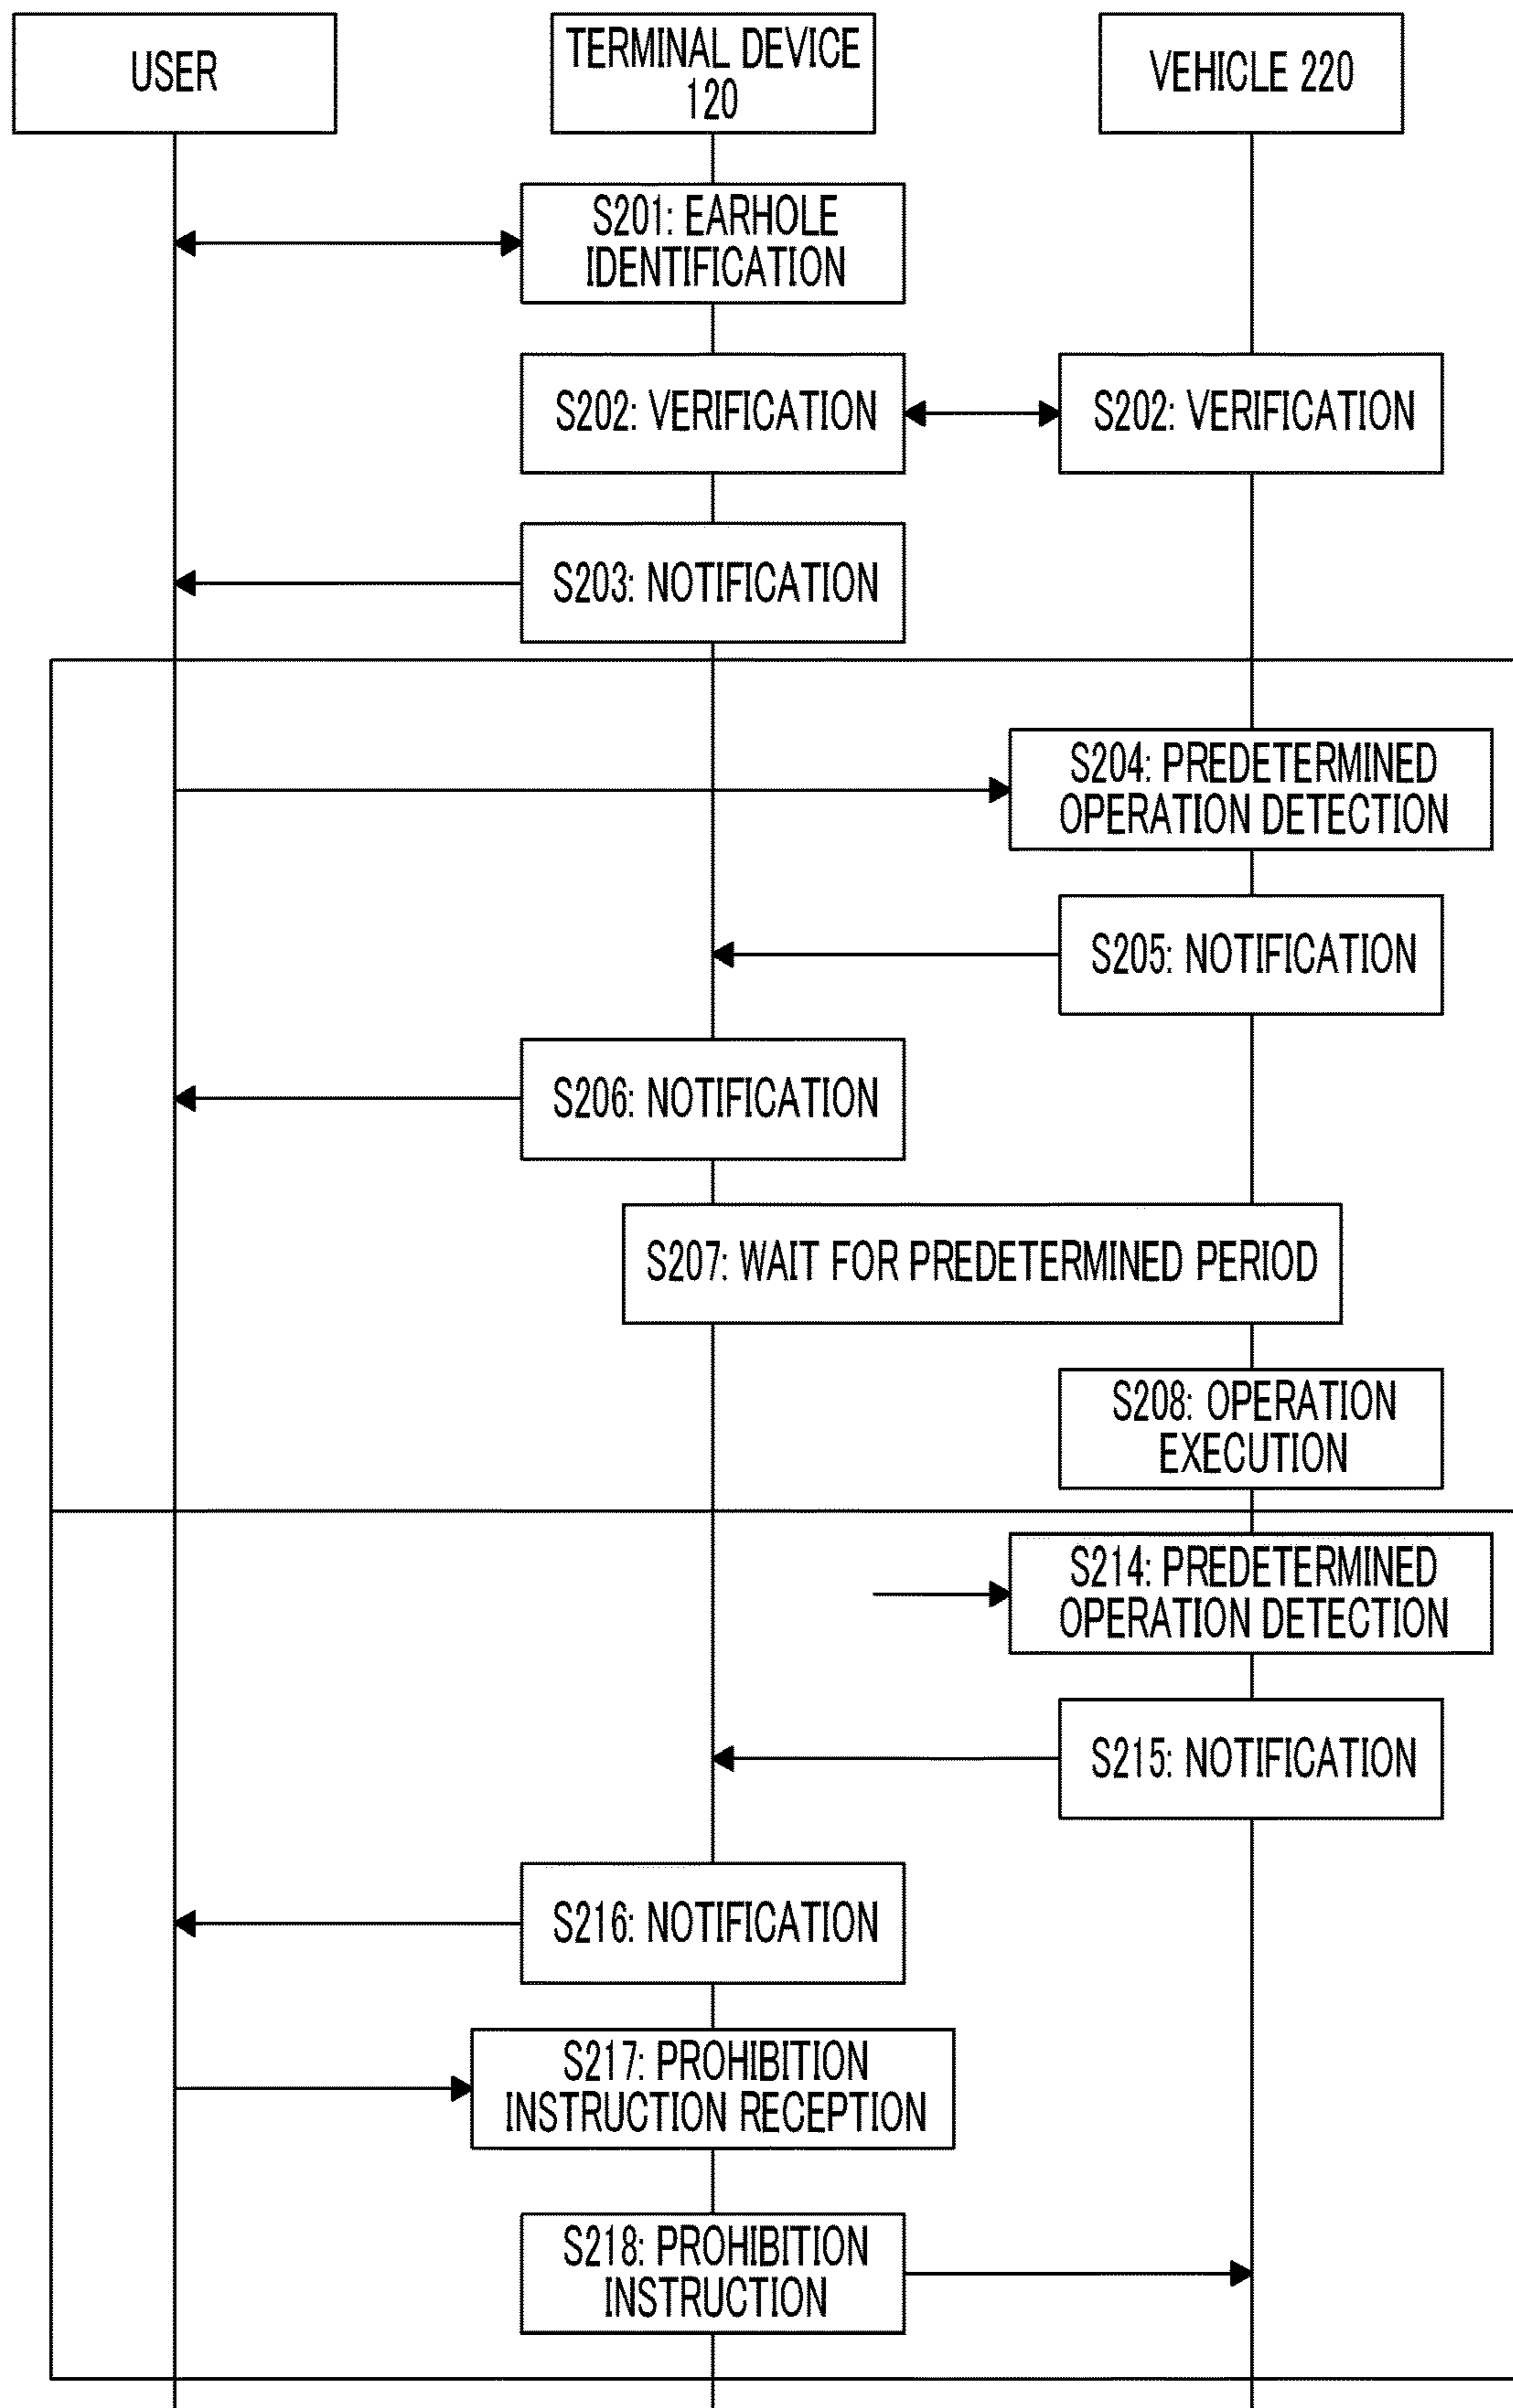 USER
TERMINAL DEVICE
120
VEHICLE 220
S201: EARHOLE
IDENTIFICATION
S202: VERIFICATION
S202: VERIFICATION
S203: NOTIFICATION
S204: PREDETERMINED
OPERATION DETECTION
S205: NOTIFICATION
S206: NOTIFICATION
S207: WAIT FOR PREDETERMINED PERIOD
S208: OPERATION
EXECUTION
S214: PREDETERMINED
OPERATION DETECTION
S215: NOTIFICATION
S216: NOTIFICATION
S217: PROHIBITION
INSTRUCTION RECEPTION
S218: PROHIBITION
INSTRUCTION